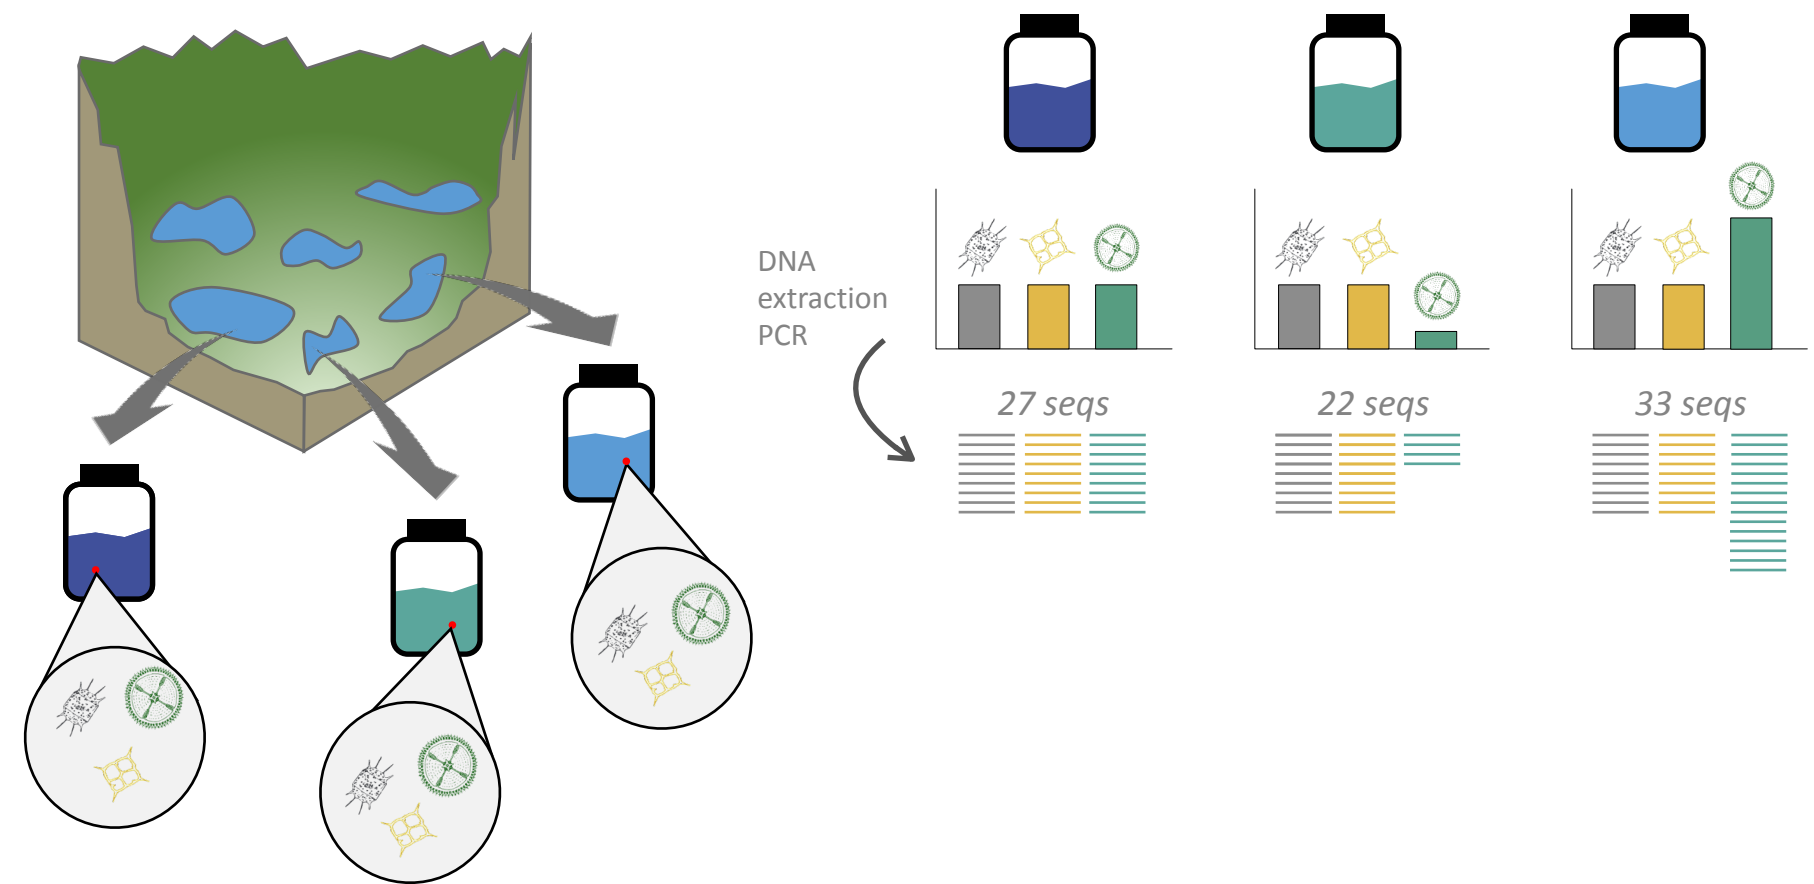 DNA
extraction
PCR
27 seqs
22 seqs
33 seqs